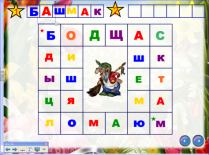 БАШМАК
Б О Д Щ А С
Д И Ш К
Ы Ш Е Т
Ц Я М А
Л О М А Ю М